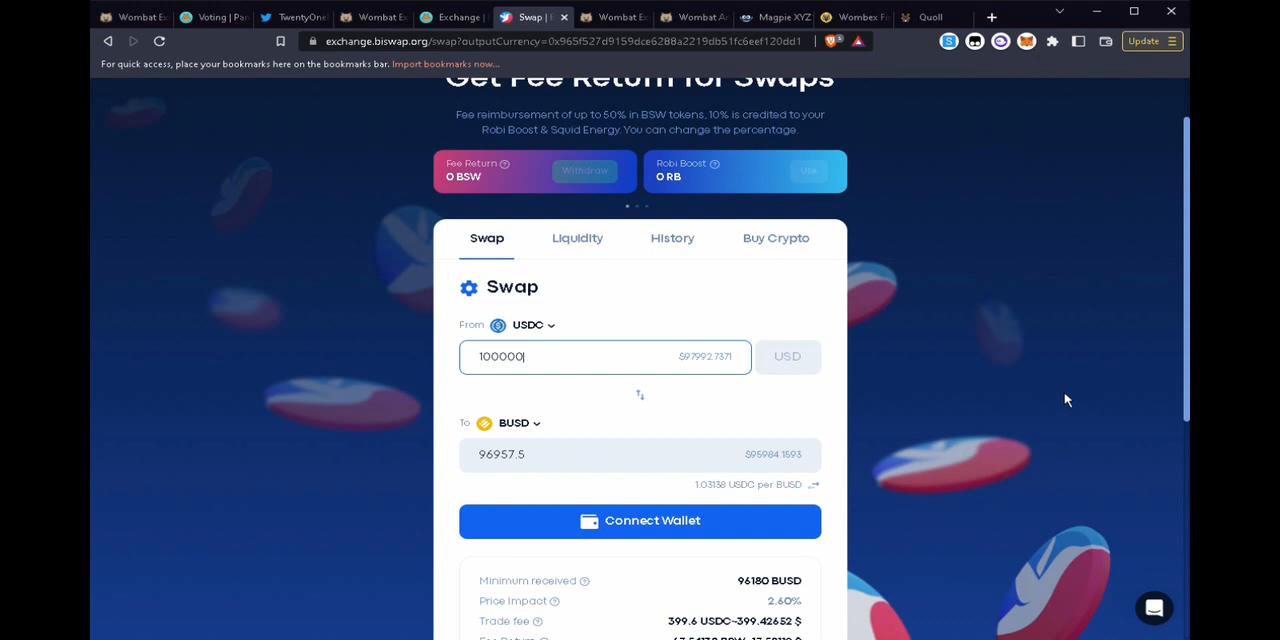 Wombat Ex
Voting | Pan
TwentyOne
Wombat Ex
Exchange |
Swap | B
Wombat Ex
Wombat Ar
Magpie XYZ
Wombex Fi
Quoll
exchange.biswap.org/swap?outputCurrency=0x965f527d9159dce6288a2219db51fc6eef120dd1
Update
For quick access, place your bookmarks here on the bookmarks bar. Import bookmarks now...
Get Fee Return for Swaps
Fee reimbursement of up to 50% in BSW tokens, 10% is credited to your
Robi Boost & Squid Energy. You can change the percentage.
Fee Return
0 BSW
Withdraw
Robi Boost
0 RB
Use
Swap Liquidity History Buy Crypto
Swap
From USDC
100000 $97992.7371 USD
To BUSD
96957.5 $95984.1593
1.03138 USDC per BUSD
Connect Wallet
Minimum received 96180 BUSD
Price Impact 2.60%
Trade fee 399.6 USDC~399.42652 $